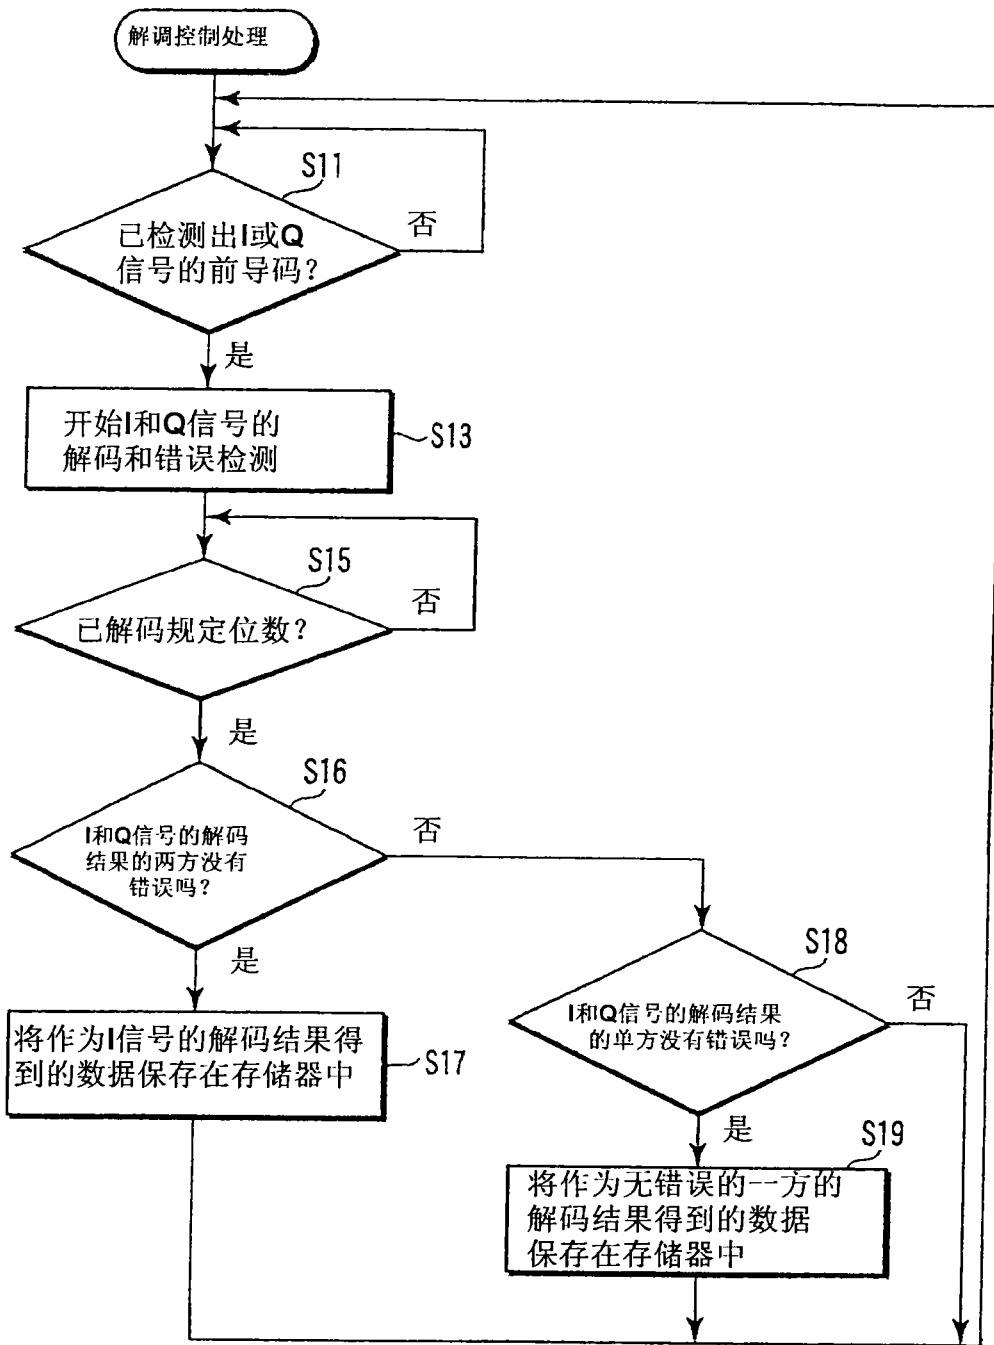 解调控制处理
S11
已检测出I或Q
信号的前导码？
否
是
开始I和Q信号的
解码和错误检测
S13
S15
已解码规定位数？
否
是
S16
I和Q信号的解码
结果的两方没有
错误吗？
否
是
将作为I信号的解码结果得
到的数据保存在存储器中
S17
S18
I和Q信号的解码结果
的单方没有错误吗？
否
是
S19
将作为无错误的一方的
解码结果得到的数据
保存在存储器中